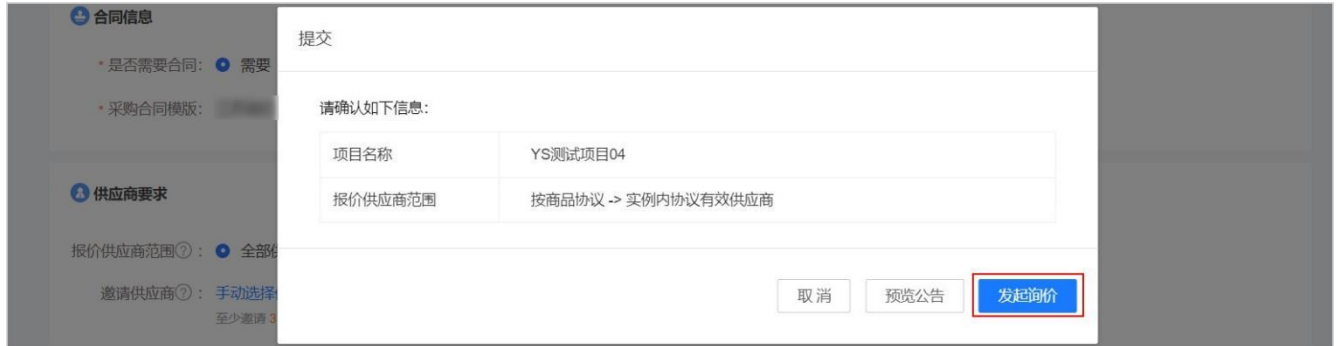 合同信息
* 是否需要合同： 需要
* 采购合同模版：
供应商要求
报价供应商范围?： 全部
邀请供应商?： 手动选择
至少邀请 3
提交
请确认如下信息：
项目名称 YS测试项目04
报价供应商范围 按商品协议 -> 实例内协议有效供应商
取消 预览公告 发起询价